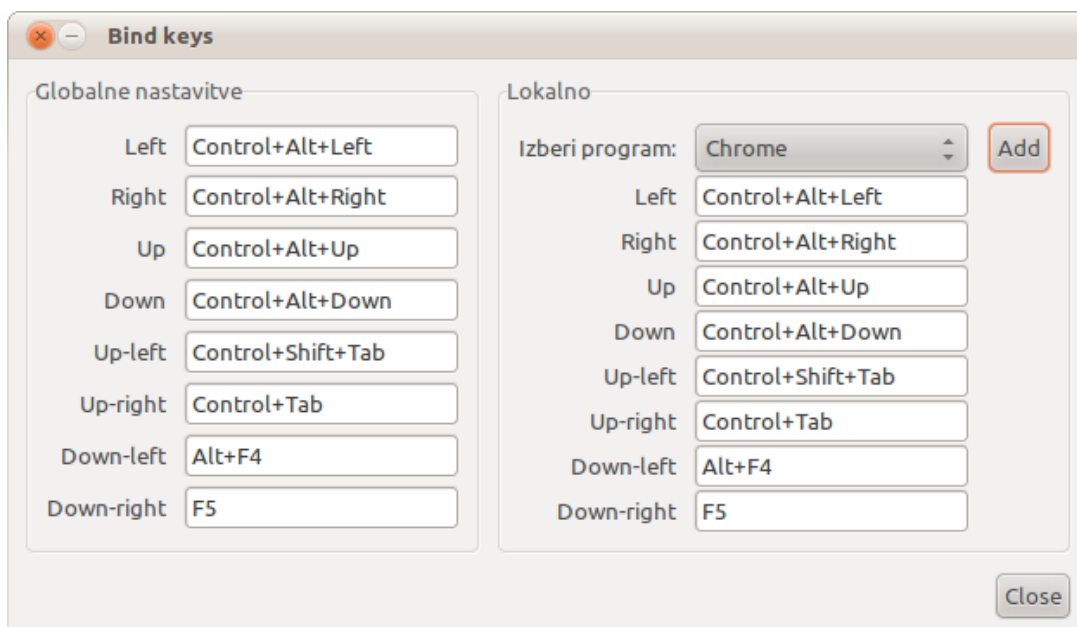 Bind keys
Globalne nastavitve
Left Control+Alt+Left
Right Control+Alt+Right
Up Control+Alt+Up
Down Control+Alt+Down
Up-left Control+Shift+Tab
Up-right Control+Tab
Down-left Alt+F4
Down-right F5
Lokalno
Izberi program: Chrome Add
Left Control+Alt+Left
Right Control+Alt+Right
Up Control+Alt+Up
Down Control+Alt+Down
Up-left Control+Shift+Tab
Up-right Control+Tab
Down-left Alt+F4
Down-right F5
Close